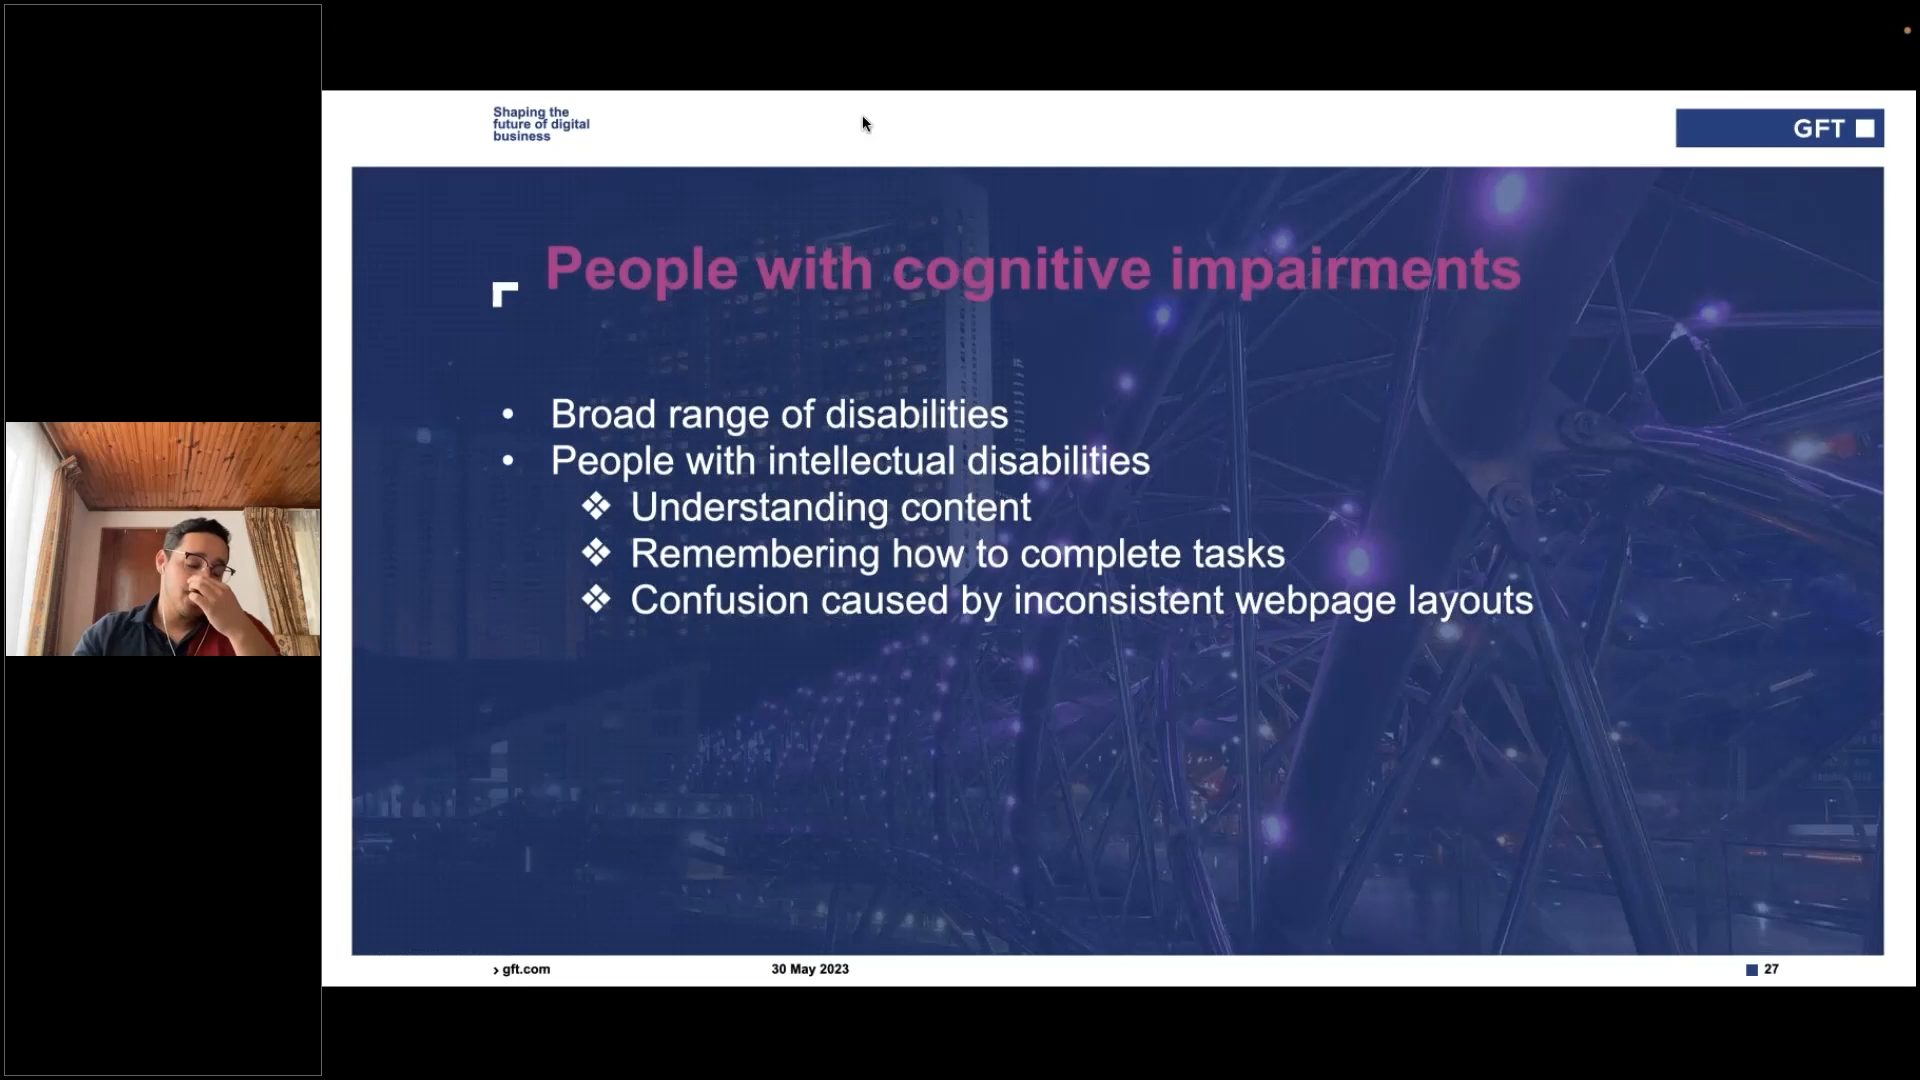 Shaping the
future of digital
business
GFT
People with cognitive impairments
• Broad range of disabilities
• People with intellectual disabilities
❖ Understanding content
❖ Remembering how to complete tasks
❖ Confusion caused by inconsistent webpage layouts
› gft.com
30 May 2023
27